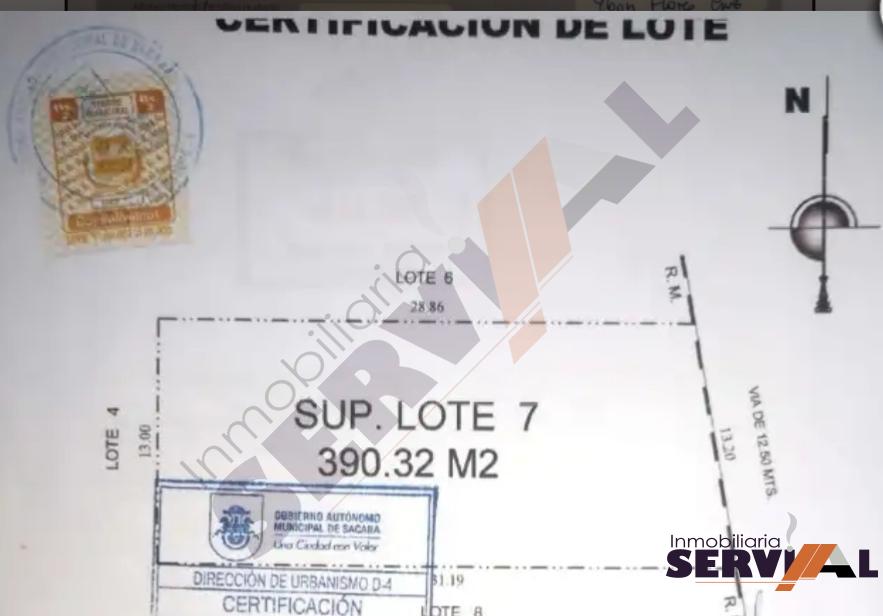 CERTIFICACION DE LOTE
N
LOTE 6
28.86
R. M.
LOTE 4
13.00
SUP. LOTE 7
390.32 M2
13.20
VIA DE 12.50 MTS.
Inmobiliaria
SERVIAL
GOBIERNO AUTÓNOMO
MUNICIPAL DE SACABA
Una Ciudad con Valor
Inmobiliaria
SERVIAL
DIRECCIÓN DE URBANISMO D-4
31.19
CERTIFICACIÓN
LOTE 8
R.